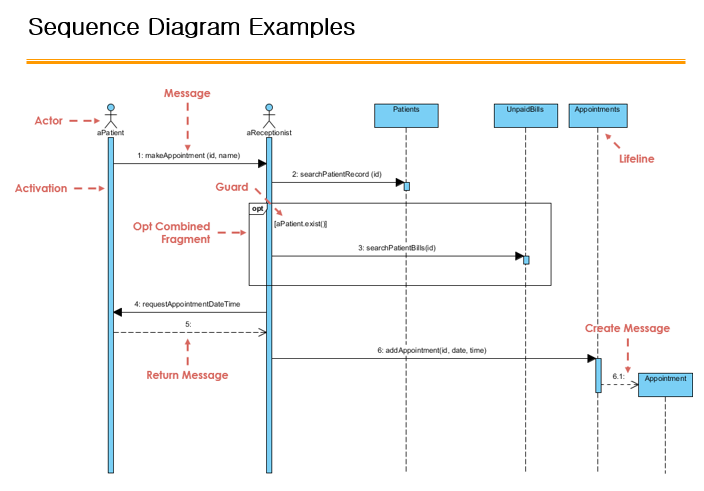 Sequence Diagram Examples
Message
Actor
aPatient
aReceptionist
Patients
UnpaidBills
Appointments
Lifeline
1: makeAppointment (id, name)
2: searchPatientRecord (id)
Activation
Guard
opt
[aPatient.exist()]
Opt Combined
Fragment
3: searchPatientBills(id)
4: requestAppointmentDateTime
5:
Create Message
Return Message
6: addAppointment(id, date, time)
6.1:
Appointment